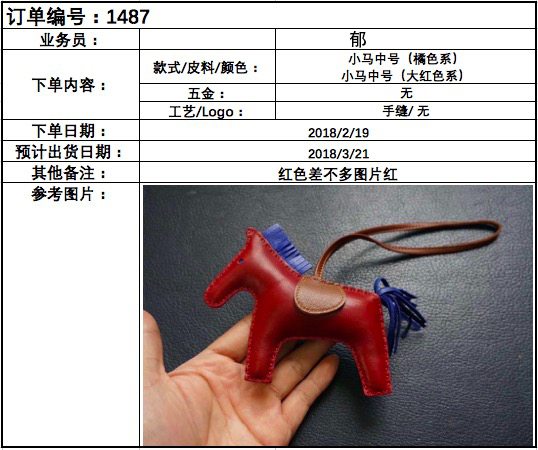 订单编号：1487
业务员： 郁
下单内容：
款式/皮料/颜色： 小马中号（橘色系）
小马中号（大红色系）
五金： 无
工艺/Logo： 手缝/ 无
下单日期： 2018/2/19
预计出货日期： 2018/3/21
其他备注： 红色差不多图片红
参考图片：